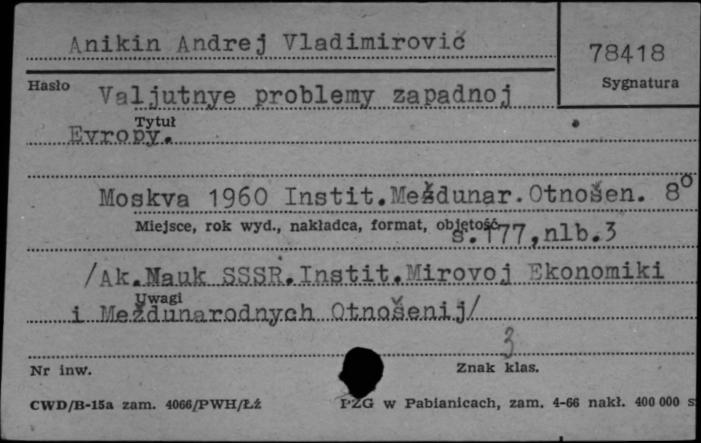 Anikin Andrej Vladimirovič
78418
Sygnatura
Hasło
Valjutnye problemy zapadnoj
Tytuł
Evropy.
Moskva 1960 Instit.Meždunar.Otnošen. 8°
Miejsce, rok wyd., nakładca, format, objętość
s.177,nlb.3
/Ak.Nauk SSSR.Instit.Mirovoj Ekonomiki
Uwagi
i Meždunarodnych Otnošenij/
3
Nr inw.
Znak klas.
CWD/B-15a zam. 4066/PWH/Łź
PZG w Pabianicach, zam. 4-66 nakł. 400 000 s